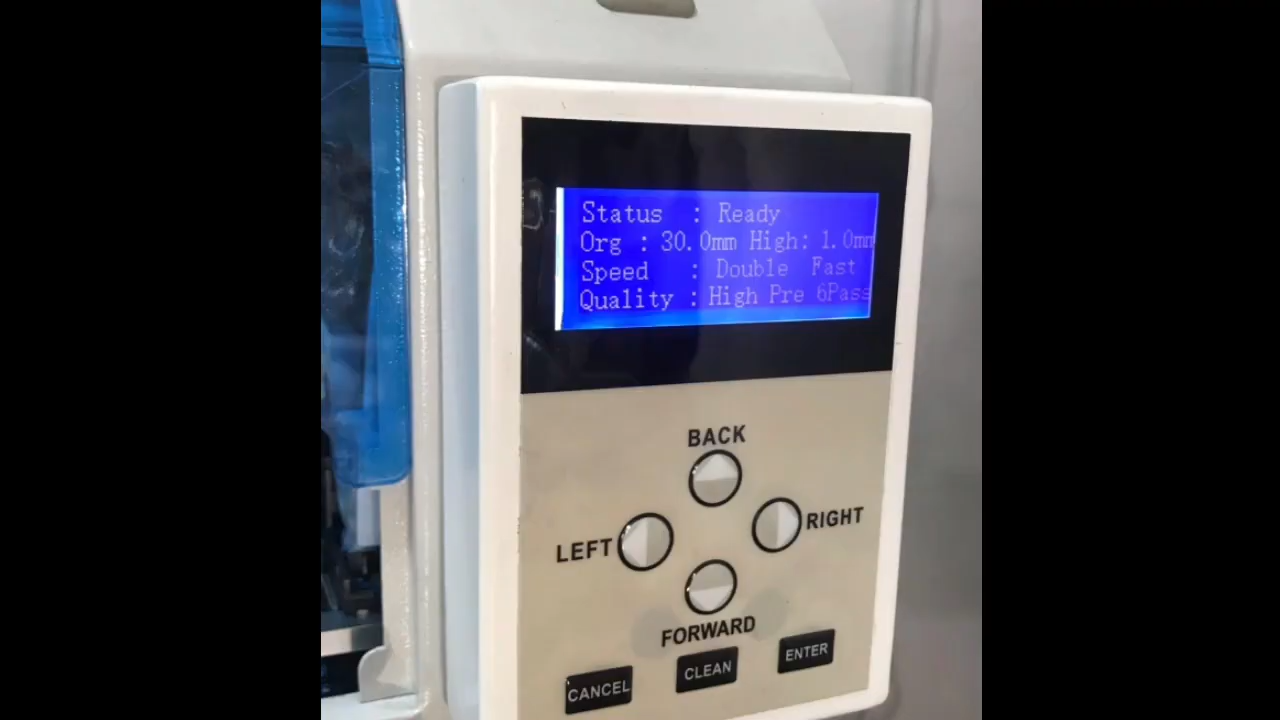 Status : Ready
Org : 30.0mm High: 1.0mm
Speed : Double Fast
Quality : High Pre 6Pass
BACK
LEFT
RIGHT
FORWARD
CANCEL
CLEAN
ENTER